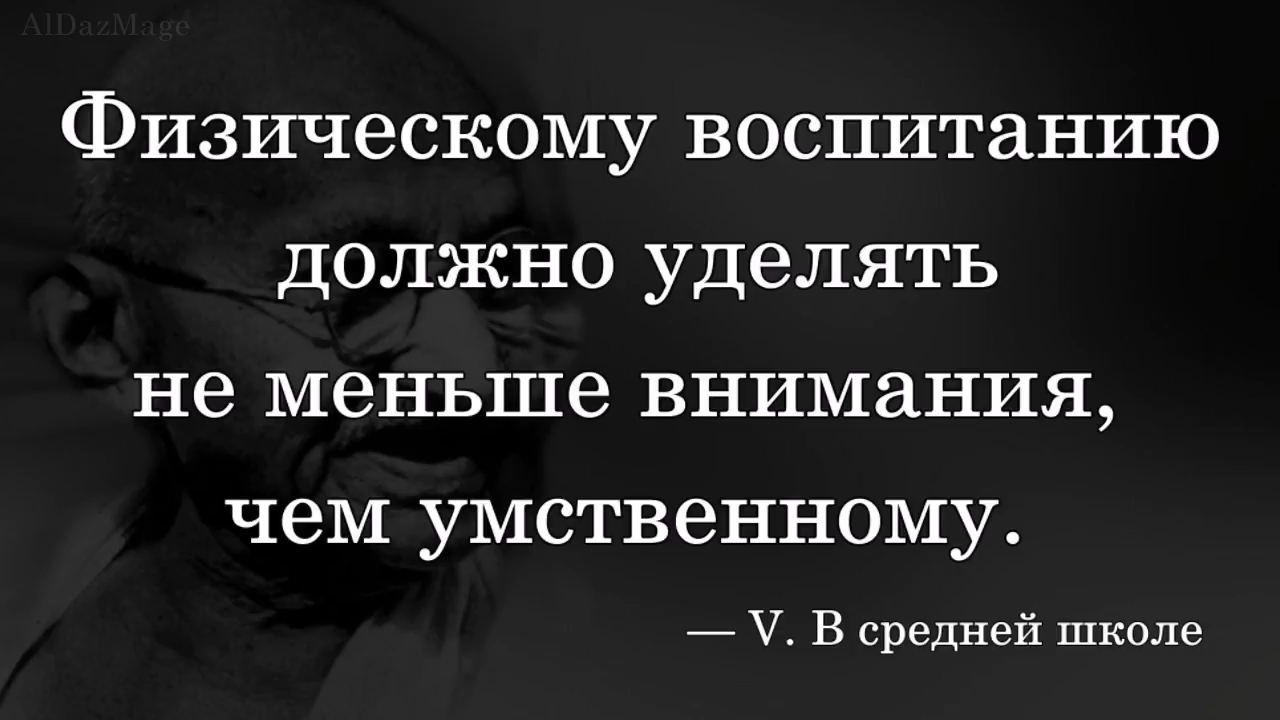 AlDazMage
Физическому воспитанию
должно уделять
не меньше внимания,
чем умственному.
— V. В средней школе